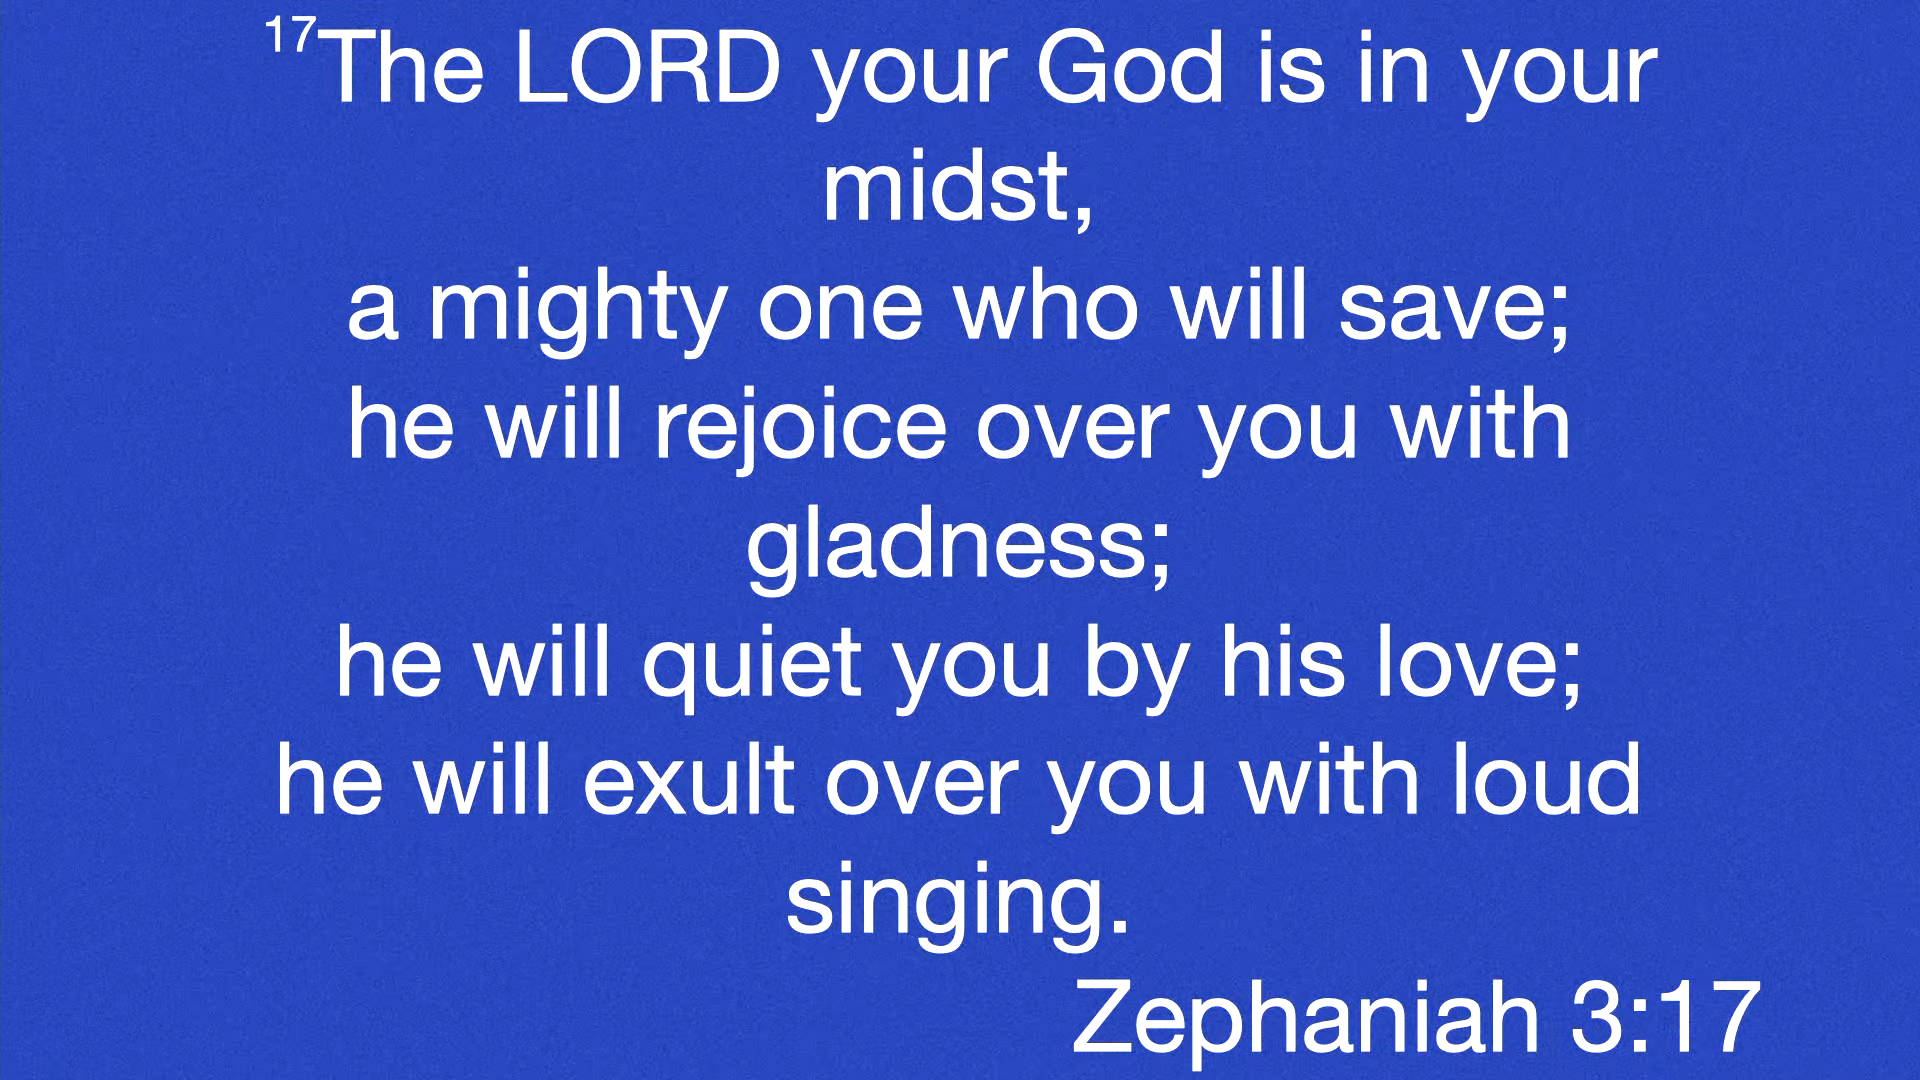 17The LORD your God is in your
midst,
a mighty one who will save;
he will rejoice over you with
gladness;
he will quiet you by his love;
he will exult over you with loud
singing.
Zephaniah 3:17